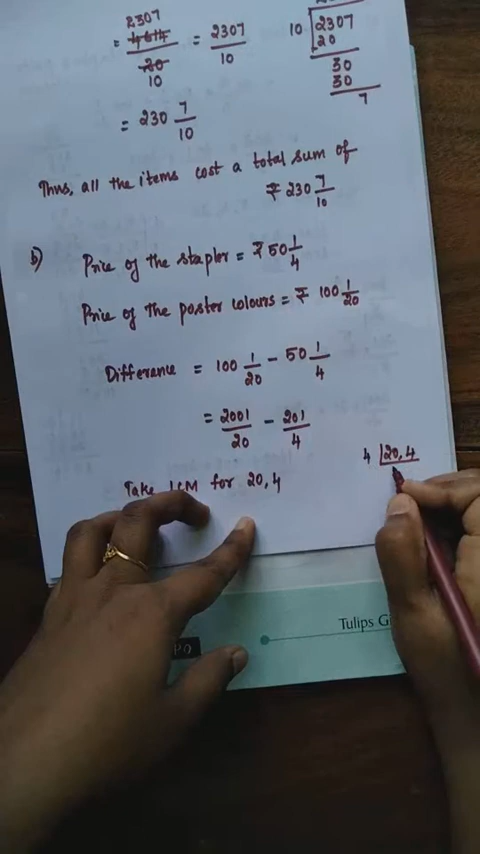 2307
= 4614/20 = 2307/10
10
10 | 2307
20
30
30
7
= 230 7/10
Thus, all the items cost a total sum of
₹ 230 7/10
b)
Price of the stapler = ₹ 50 1/4
Price of the poster colours = ₹ 100 1/20
Difference = 100 1/20 - 50 1/4
= 2001/20 - 201/4
Take LCM for 20, 4
4 | 20, 4
Tulips